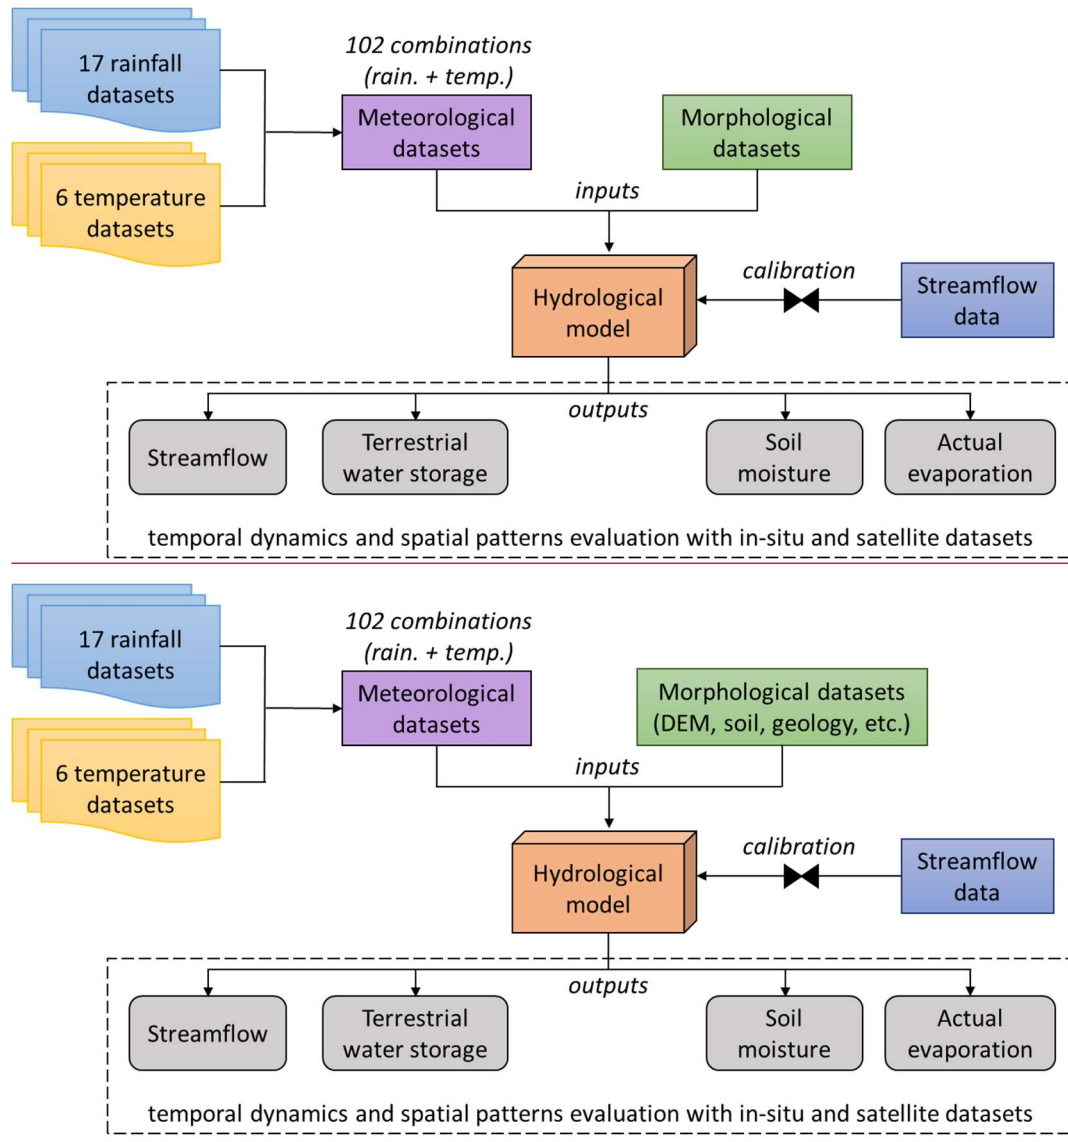 17 rainfall
datasets
6 temperature
datasets
102 combinations
(rain. + temp.)
Meteorological
datasets
Morphological
datasets
inputs
Hydrological
model
calibration
Streamflow
data
outputs
Streamflow
Terrestrial
water storage
Soil
moisture
Actual
evaporation
temporal dynamics and spatial patterns evaluation with in-situ and satellite datasets
17 rainfall
datasets
6 temperature
datasets
102 combinations
(rain. + temp.)
Meteorological
datasets
Morphological datasets
(DEM, soil, geology, etc.)
inputs
Hydrological
model
calibration
Streamflow
data
outputs
Streamflow
Terrestrial
water storage
Soil
moisture
Actual
evaporation
temporal dynamics and spatial patterns evaluation with in-situ and satellite datasets